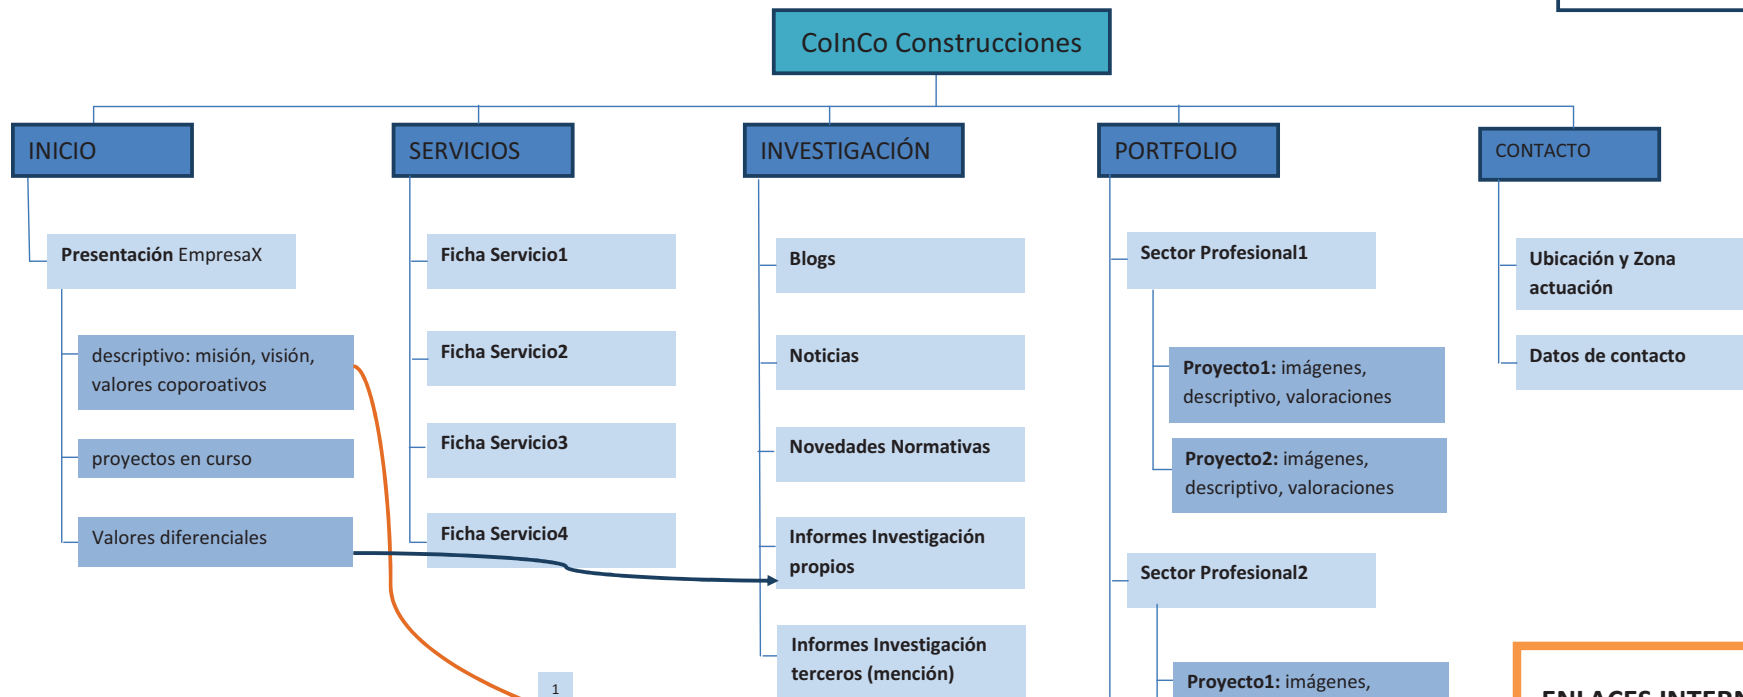 CoInCo Construcciones
INICIO
SERVICIOS
INVESTIGACIÓN
PORTFOLIO
CONTACTO
Presentación EmpresaX
descriptivo: misión, visión,
valores coporoativos
proyectos en curso
Valores diferenciales
Ficha Servicio1
Ficha Servicio2
Ficha Servicio3
Ficha Servicio4
1
Blogs
Noticias
Novedades Normativas
Informes Investigación
propios
Informes Investigación
terceros (mención)
Sector Profesional1
Proyecto1: imágenes,
descriptivo, valoraciones
Proyecto2: imágenes,
descriptivo, valoraciones
Sector Profesional2
Proyecto1: imágenes,
Ubicación y Zona
actuación
Datos de contacto
ENLACES